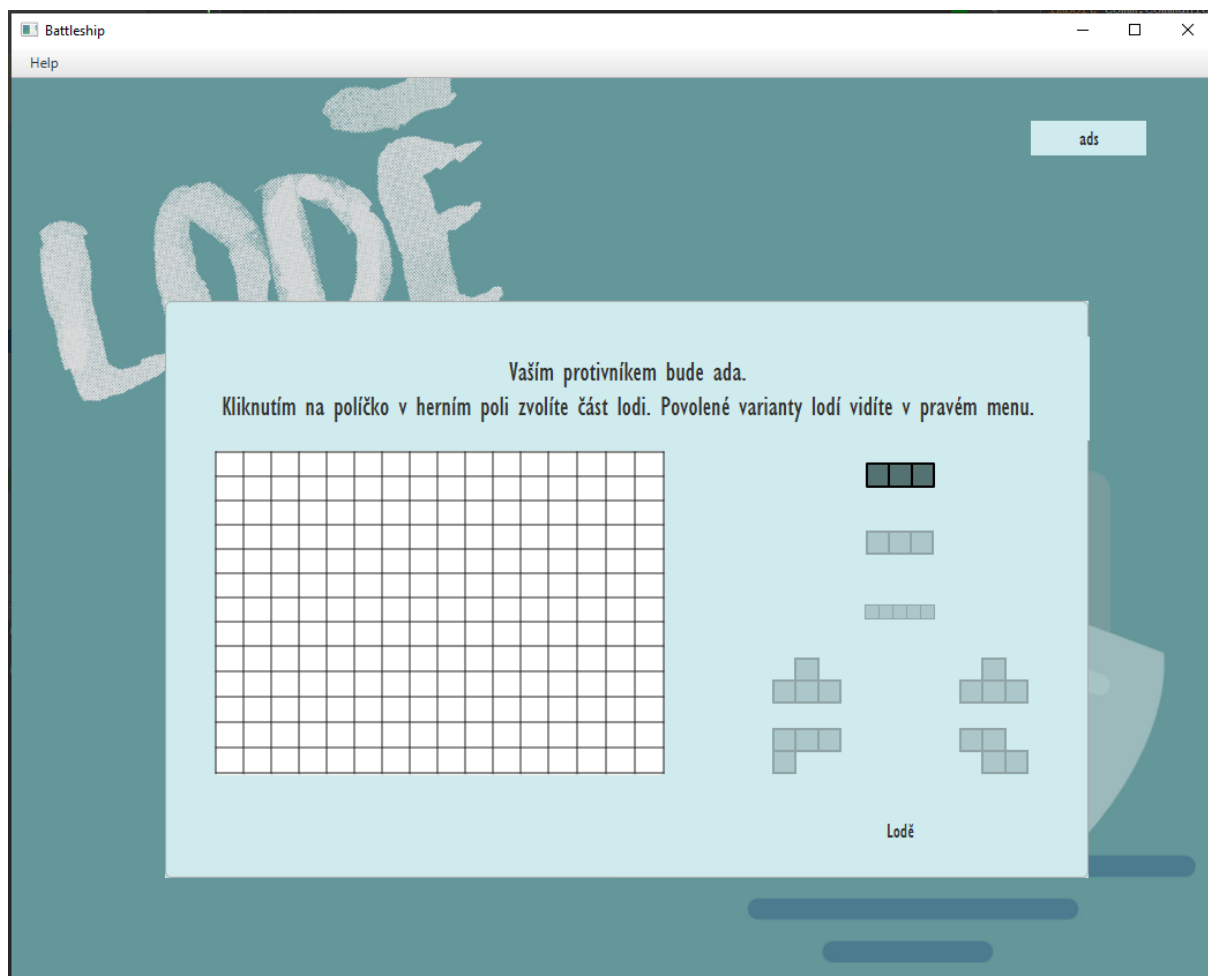 Battleship
Help
LODĚ
ads
Vaším protivníkem bude ada.
Kliknutím na políčko v herním poli zvolíte část lodi. Povolené varianty lodí vidíte v pravém menu.
Lodě